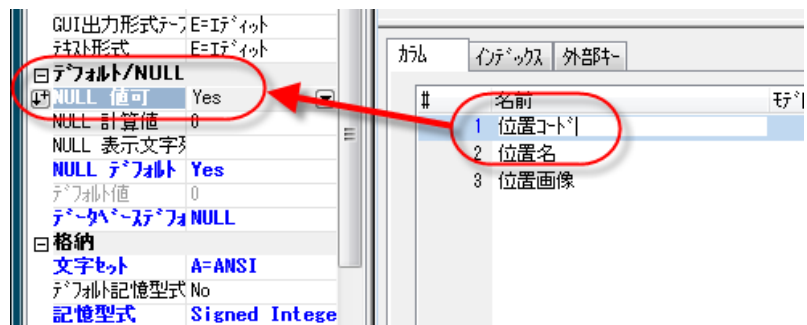 GUI出力形式ﾃｰﾌ E=ｴﾃﾞｨｯﾄ
ﾃｷｽﾄ形式 E=ｴﾃﾞｨｯﾄ
ﾃﾞﾌｫﾙﾄ/NULL
NULL 値可 Yes
NULL 計算値 0
NULL 表示文字列
NULL ﾃﾞﾌｫﾙﾄ Yes
ﾃﾞﾌｫﾙﾄ値 0
ﾃﾞｰﾀﾍﾞｰｽﾃﾞﾌｫ NULL
格納
文字ｾｯﾄ A=ANSI
ﾃﾞﾌｫﾙﾄ記憶型式 No
記憶型式 Signed Intege
ｶﾗﾑ ｲﾝﾃﾞｯｸｽ 外部ｷｰ
# 名前 ﾓﾃﾞ
1 位置ｺｰﾄﾞ
2 位置名
3 位置画像